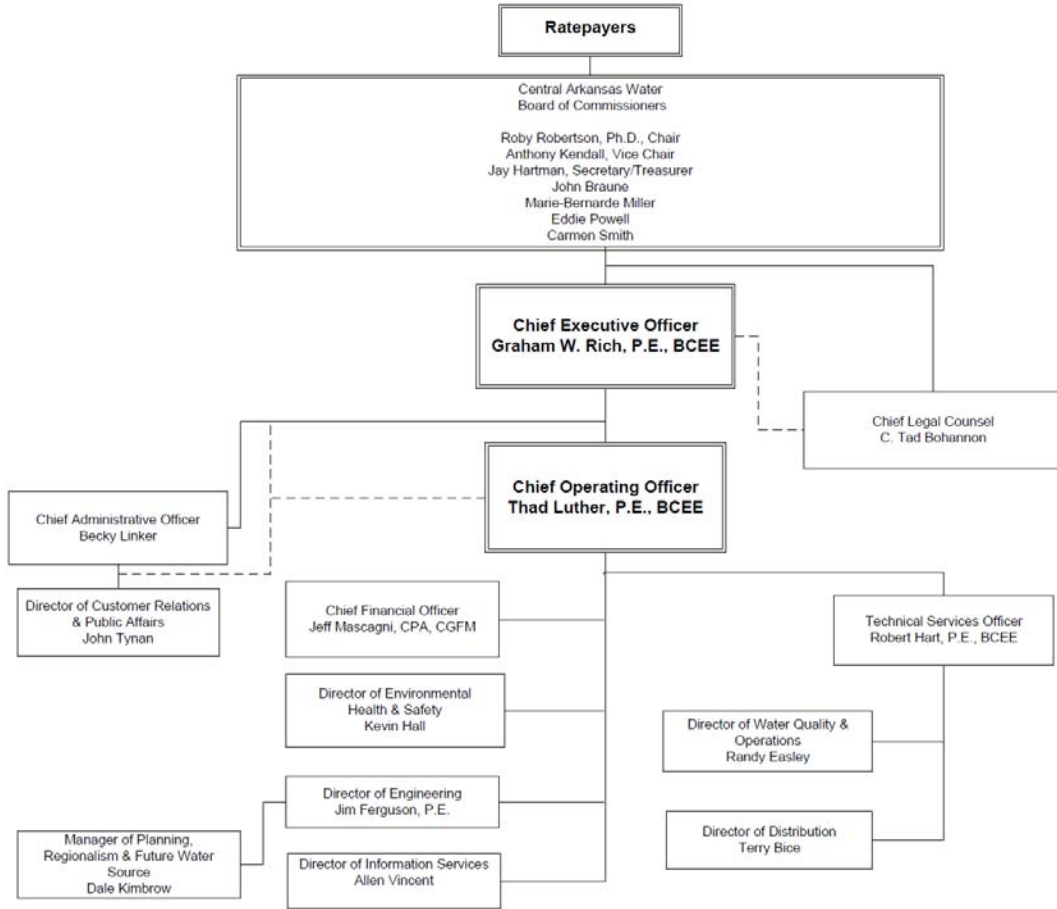 Ratepayers
Central Arkansas Water
Board of Commissioners
Roby Robertson, Ph.D., Chair
Anthony Kendall, Vice Chair
Jay Hartman, Secretary/Treasurer
John Braune
Marie-Bernarde Miller
Eddie Powell
Carmen Smith
Chief Executive Officer
Graham W. Rich, P.E., BCEE
Chief Legal Counsel
C. Tad Bohannon
Chief Operating Officer
Thad Luther, P.E., BCEE
Chief Administrative Officer
Becky Linker
Director of Customer Relations
& Public Affairs
John Tynan
Chief Financial Officer
Jeff Mascagni, CPA, CGFM
Technical Services Officer
Robert Hart, P.E., BCEE
Director of Environmental
Health & Safety
Kevin Hall
Director of Water Quality &
Operations
Randy Easley
Director of Engineering
Jim Ferguson, P.E.
Manager of Planning,
Regionalism & Future Water
Source
Dale Kimbrow
Director of Distribution
Terry Bice
Director of Information Services
Allen Vincent